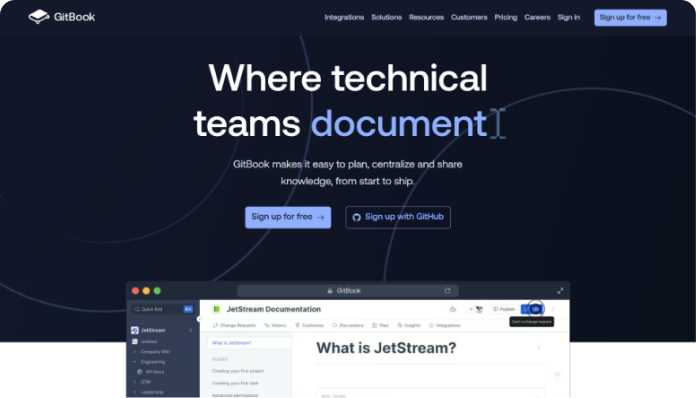 GitBook
Integrations Solutions Resources Customers Pricing Careers Sign in Sign up for free →
Where technical
teams document
GitBook makes it easy to plan, centralize and share
knowledge, from start to ship.
Sign up for free →
Sign up with GitHub
GitBook
Quick find
JetStream Documentation
Publish
Start a change request
JetStream
Change Requests History Customize Discussions Files Insights Integrations
Untitled
Company Wiki
Engineering
API Docs
GTM
Leadership
What is JetStream?
GUIDES
Creating your first project
Creating your first task
Advanced permissions
What is JetStream?